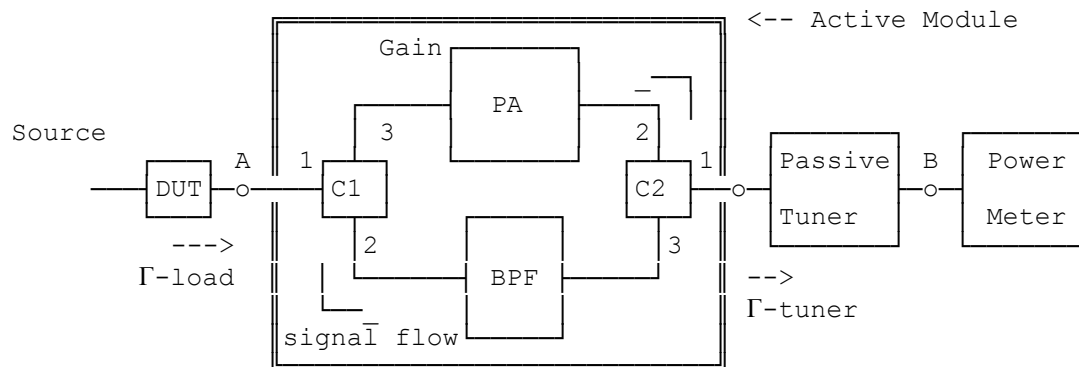 <-- Active Module
Gain
PA
Source
3
2
A
1
1
Passive
B
Power
DUT
C1
C2
Tuner
Meter
--->
2
3
-->
Γ-load
BPF
Γ-tuner
signal flow